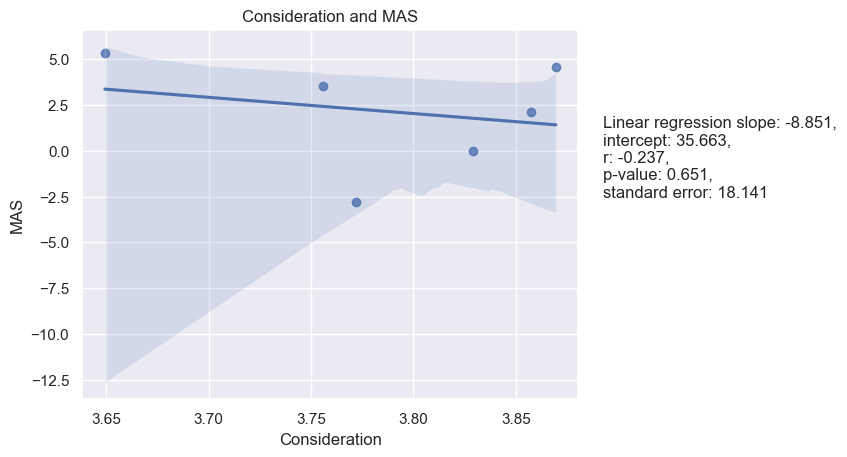 Consideration and MAS
5.0
2.5
0.0
−2.5
−5.0
−7.5
−10.0
−12.5
MAS
3.65
3.70
3.75
3.80
3.85
Consideration
Linear regression slope: -8.851,
intercept: 35.663,
r: -0.237,
p-value: 0.651,
standard error: 18.141